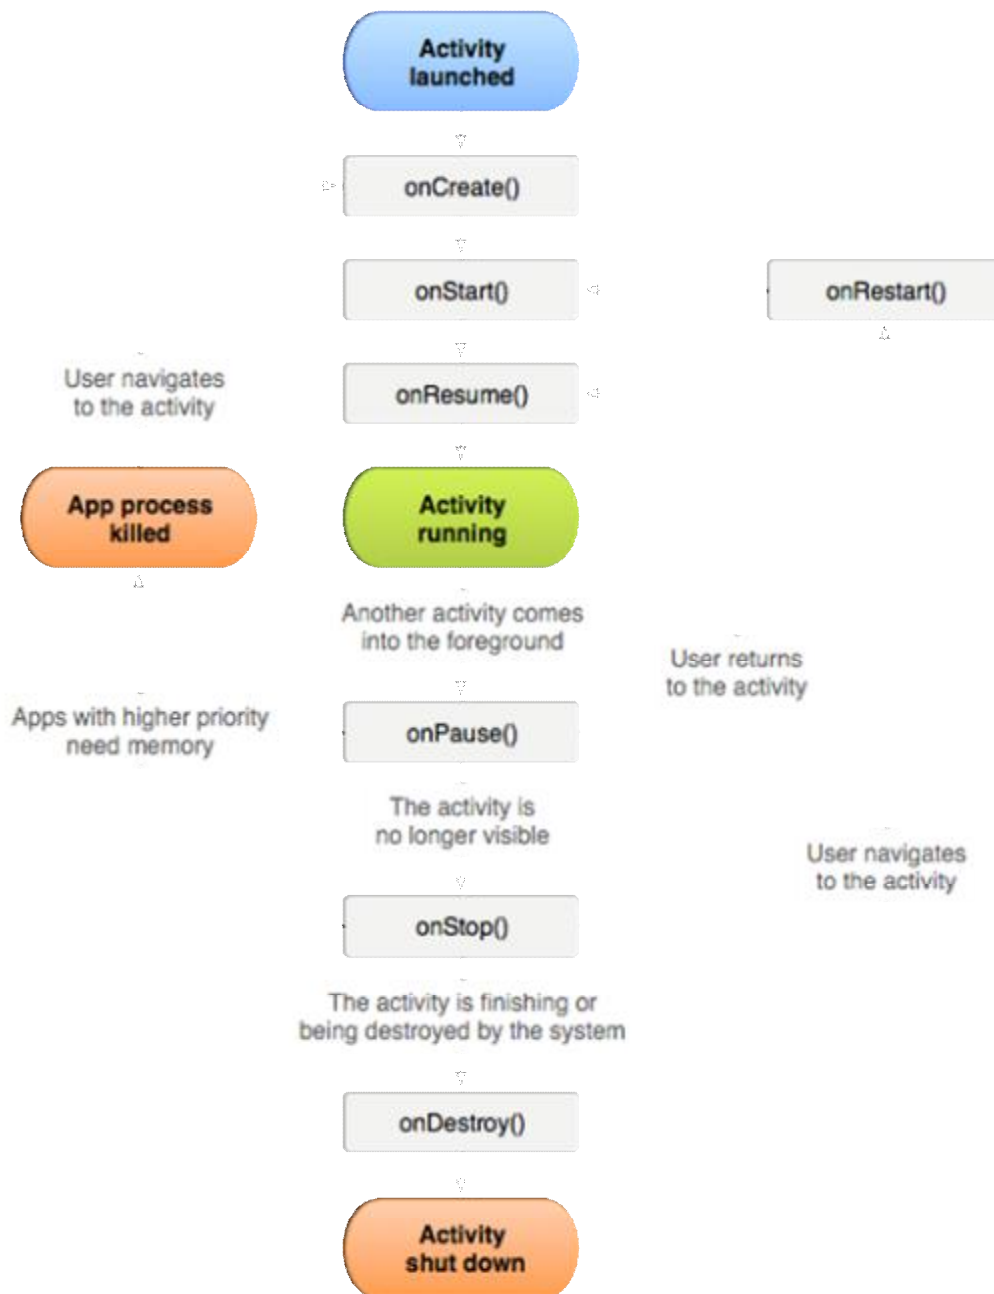 Activity
launched
onCreate()
onStart()
onRestart()
User navigates
to the activity
onResume()
App process
killed
Activity
running
Another activity comes
into the foreground
User returns
to the activity
Apps with higher priority
need memory
onPause()
The activity is
no longer visible
User navigates
to the activity
onStop()
The activity is finishing or
being destroyed by the system
onDestroy()
Activity
shut down